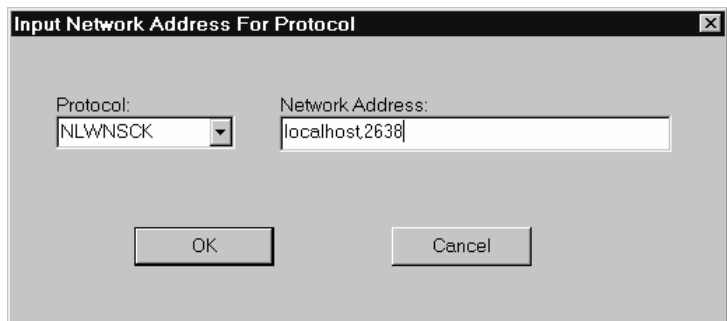 Input Network Address For Protocol
Protocol: Network Address:
NLWNSCK localhost,2638
OK Cancel